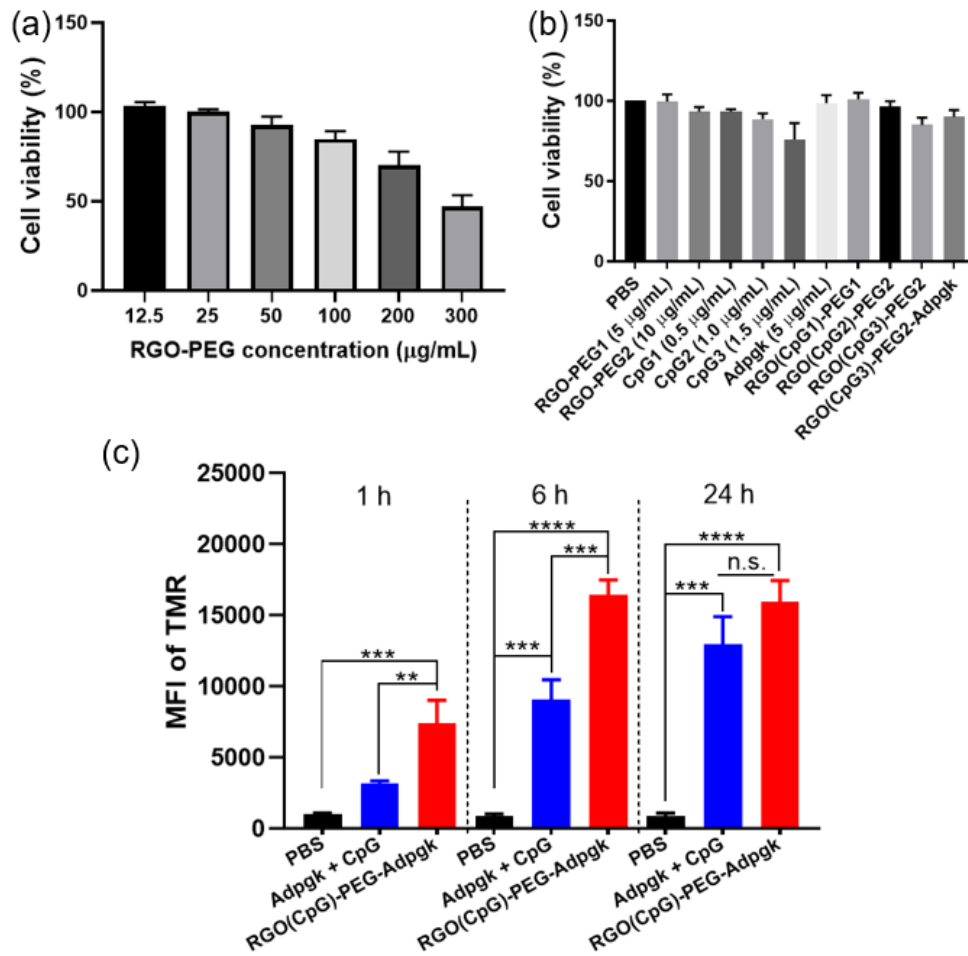 (a)
150
100
50
0
Cell viability (%)
12.5 25 50 100 200 300
RGO-PEG concentration (μg/mL)
(b)
150
100
50
0
Cell viability (%)
PBS
RGO-PEG1 (5 μg/mL)
RGO-PEG2 (10 μg/mL)
CpG1 (0.5 μg/mL)
CpG2 (1.0 μg/mL)
CpG3 (1.5 μg/mL)
Adpgk (5 μg/mL)
RGO(CpG1)-PEG1
RGO(CpG2)-PEG2
RGO(CpG3)-PEG2
RGO(CpG3)-PEG2-Adpgk
(c)
25000
20000
15000
10000
5000
0
MFI of TMR
1 h
***
**
6 h
****
***
***
24 h
****
n.s.
***
PBS
Adpgk + CpG
RGO(CpG)-PEG-Adpgk
PBS
Adpgk + CpG
RGO(CpG)-PEG-Adpgk
PBS
Adpgk + CpG
RGO(CpG)-PEG-Adpgk